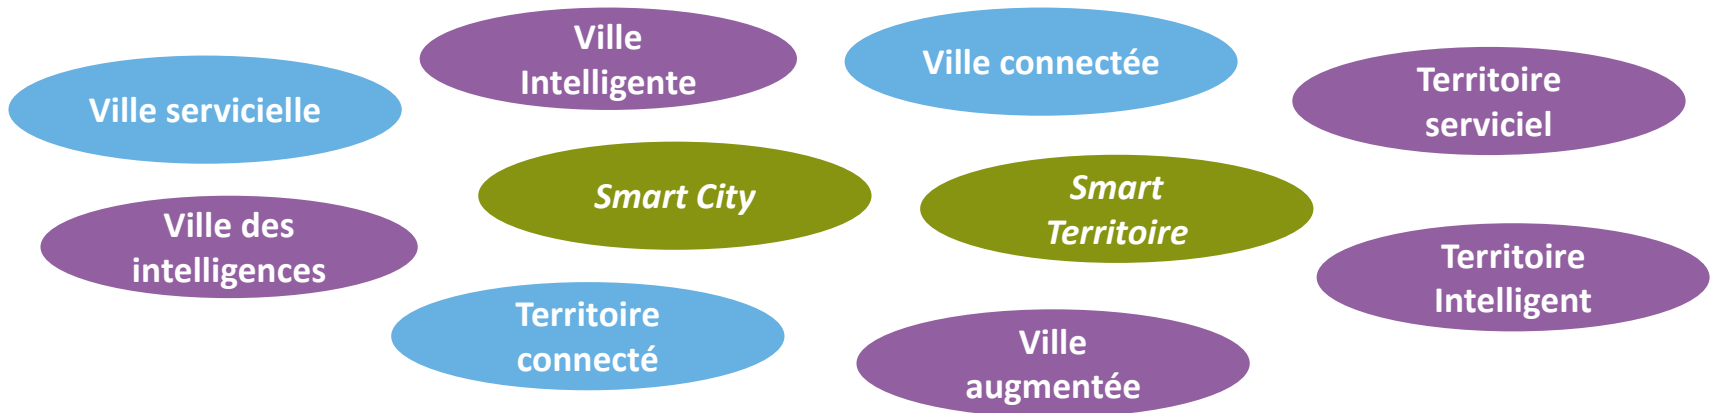 Ville servicielle
Ville
Intelligente
Ville connectée
Territoire
serviciel
Ville des
intelligences
Smart City
Smart
Territoire
Territoire
Intelligent
Territoire
connecté
Ville
augmentée